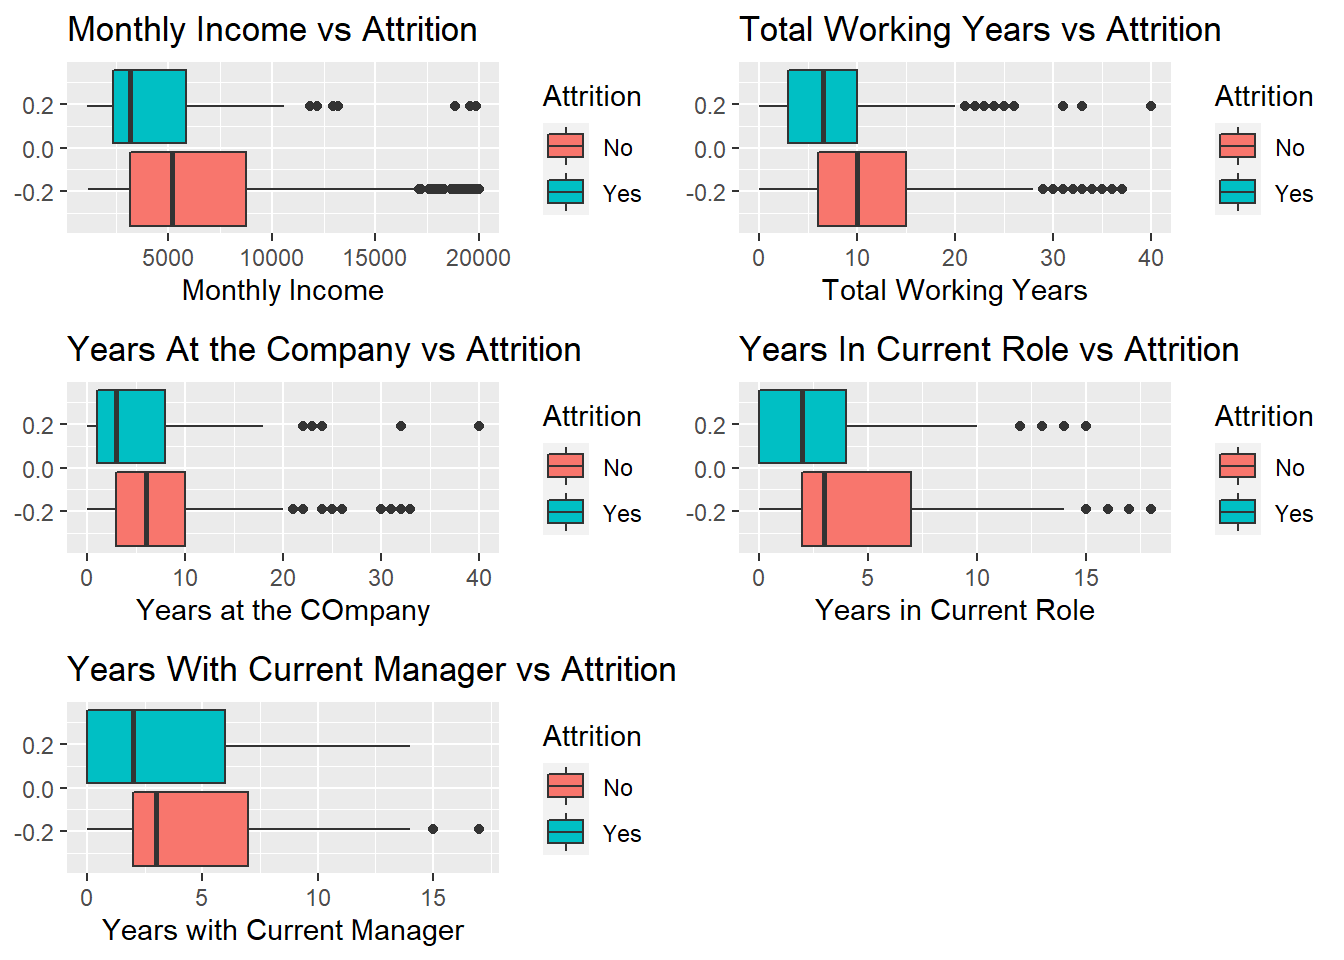 Monthly Income vs Attrition
0.2
0.0
-0.2
5000 10000 15000 20000
Monthly Income
Attrition
No
Yes
Total Working Years vs Attrition
0.2
0.0
-0.2
0 10 20 30 40
Total Working Years
Attrition
No
Yes
Years At the Company vs Attrition
0.2
0.0
-0.2
0 10 20 30 40
Years at the COmpany
Attrition
No
Yes
Years In Current Role vs Attrition
0.2
0.0
-0.2
0 5 10 15
Years in Current Role
Attrition
No
Yes
Years With Current Manager vs Attrition
0.2
0.0
-0.2
0 5 10 15
Years with Current Manager
Attrition
No
Yes